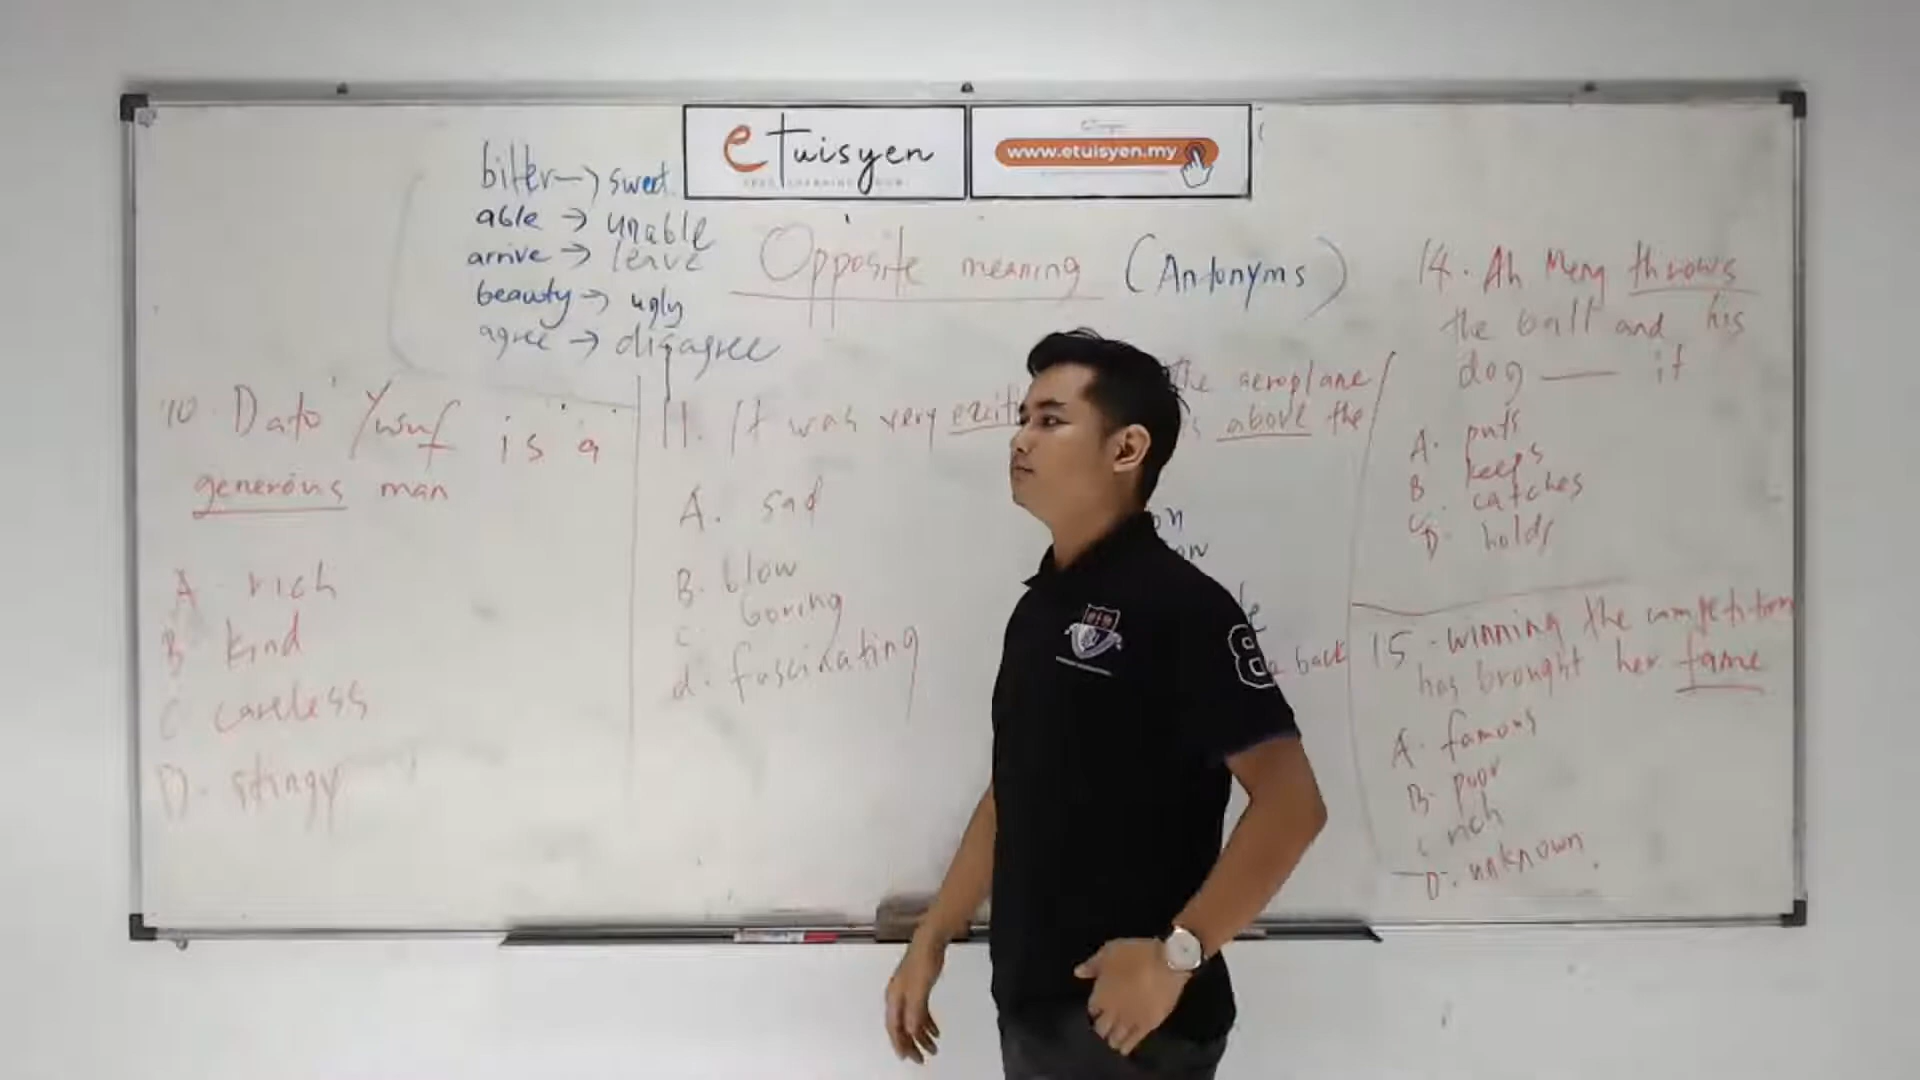 eTuisyen
www.etuisyen.my
bitter → sweet
able → unable
arrive → leave
beauty → ugly
agree → disagree
Opposite meaning (Antonyms)
10. Dato' Yusuf is a
generous man
A. rich
B kind
C careless
D. stingy
11. It was very
A. sad
B. blow
C. boring
d. fascinating
the aeroplane
is above the
back
14. Ah Meng throws
the ball and his
dog ___ it
A. puts
B keeps
C. catches
D. holds
15. winning the competition
has brought her fame
A. famous
B. poor
C rich
D. unknown
8